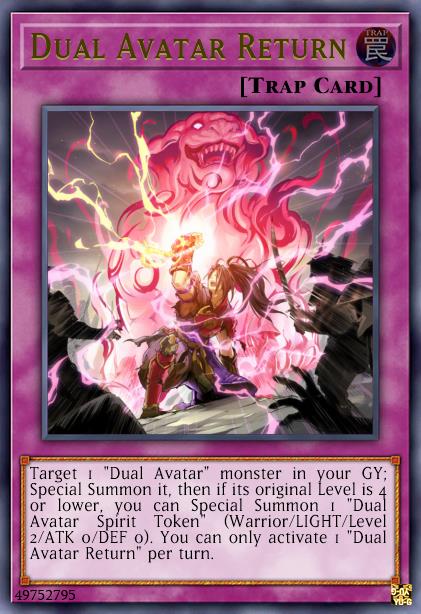 Dual Avatar Return
TRAP
罠
[Trap Card]
Target 1 "Dual Avatar" monster in your GY;
Special Summon it, then if its original Level is 4
or lower, you can Special Summon 1 "Dual
Avatar Spirit Token" (Warrior/LIGHT/Level
2/ATK 0/DEF 0). You can only activate 1 "Dual
Avatar Return" per turn.
49752795